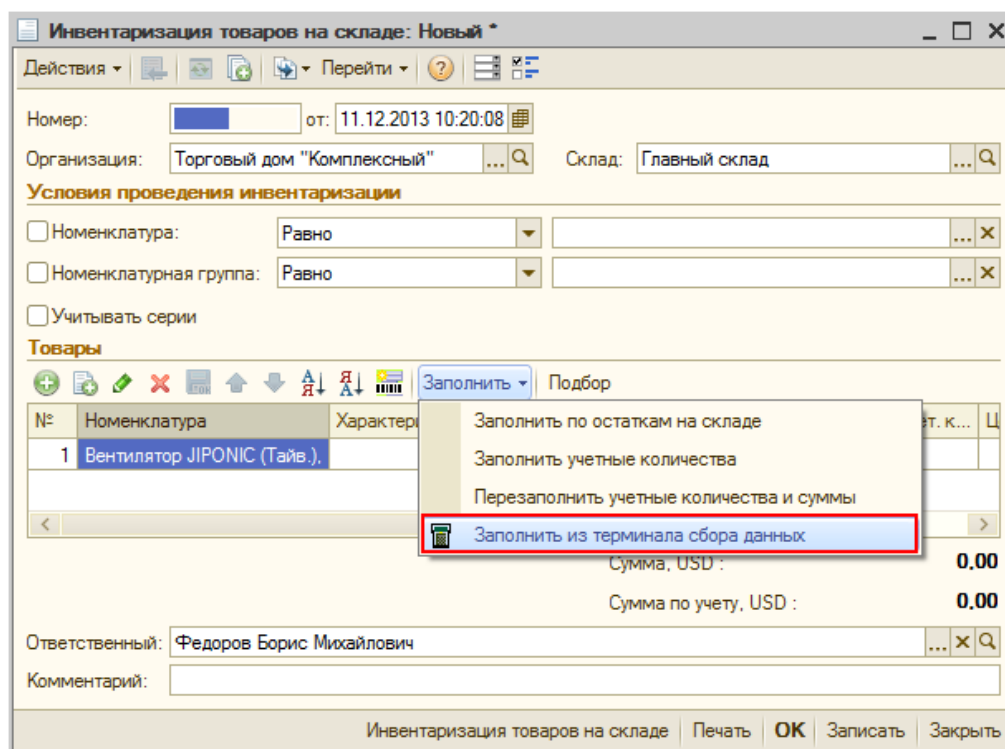 Инвентаризация товаров на складе: Новый *
Действия Перейти
Номер: от: 11.12.2013 10:20:08
Организация: Торговый дом "Комплексный" ... Склад: Главный склад ...
Условия проведения инвентаризации
Номенклатура: Равно ...
Номенклатурная группа: Равно ...
Учитывать серии
Товары
Заполнить Подбор
№ Номенклатура Характер ёт. к... Ц
Заполнить по остаткам на складе
1 Вентилятор JIPONIC (Тайв.),
Заполнить учетные количества
Перезаполнить учетные количества и суммы
Заполнить из терминала сбора данных
Сумма, USD : 0,00
Сумма по учету, USD : 0,00
Ответственный: Федоров Борис Михайлович ...
Комментарий:
Инвентаризация товаров на складе Печать OK Записать Закрыть